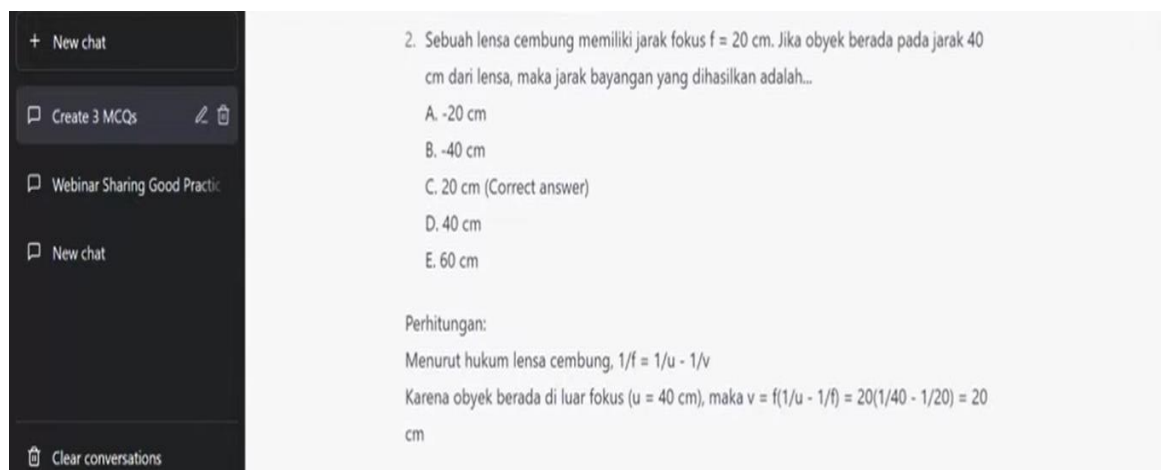 + New chat
Create 3 MCQs
Webinar Sharing Good Practic
New chat
Clear conversations
2. Sebuah lensa cembung memiliki jarak fokus f = 20 cm. Jika obyek berada pada jarak 40
cm dari lensa, maka jarak bayangan yang dihasilkan adalah...
A. -20 cm
B. -40 cm
C. 20 cm (Correct answer)
D. 40 cm
E. 60 cm
Perhitungan:
Menurut hukum lensa cembung, 1/f = 1/u - 1/v
Karena obyek berada di luar fokus (u = 40 cm), maka v = f(1/u - 1/f) = 20(1/40 - 1/20) = 20
cm